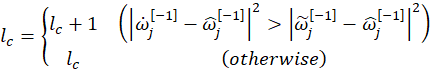 l_c = { l_c + 1 (|ω̇_j^[-1] − ω̂_j^[-1]|^2 > |ω̃_j^[-1] − ω̂_j^[-1]|^2)
l_c (otherwise)